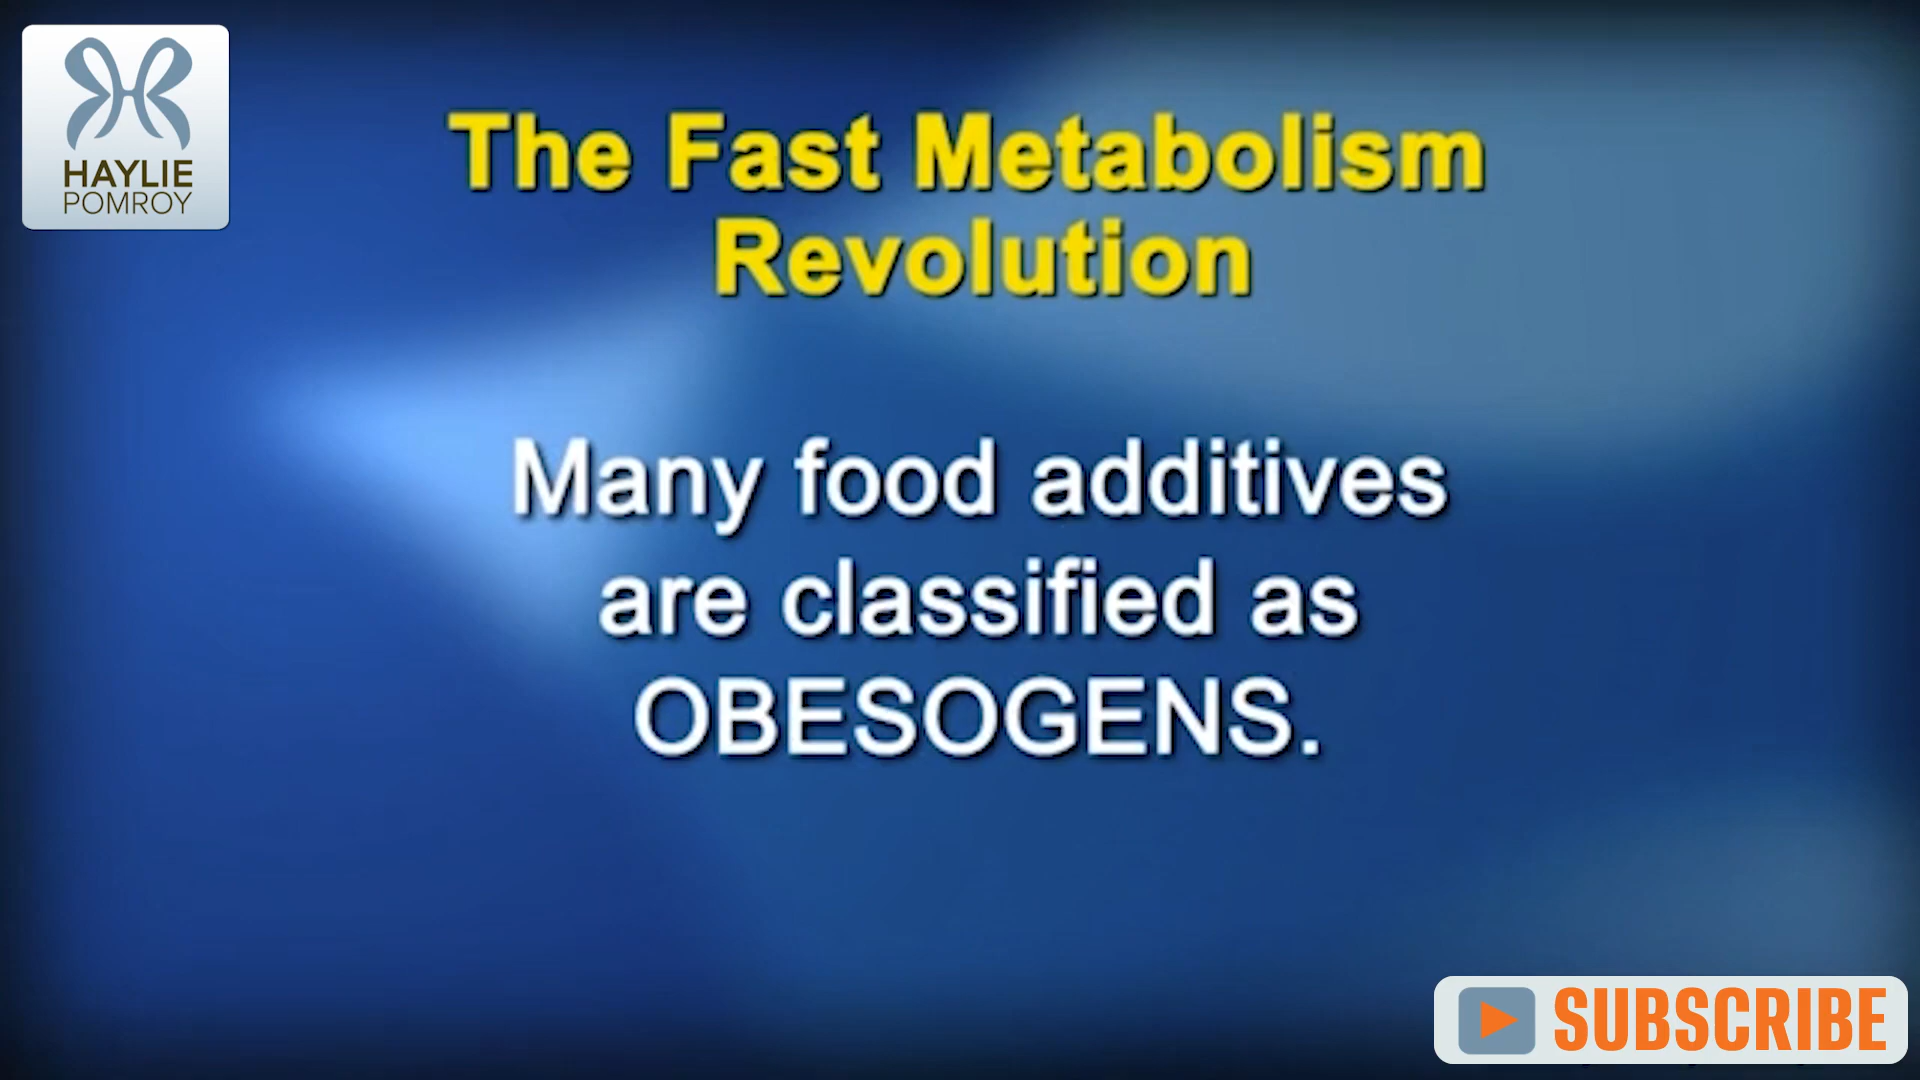 HAYLIE
POMROY
The Fast Metabolism
Revolution
Many food additives
are classified as
OBESOGENS.
SUBSCRIBE